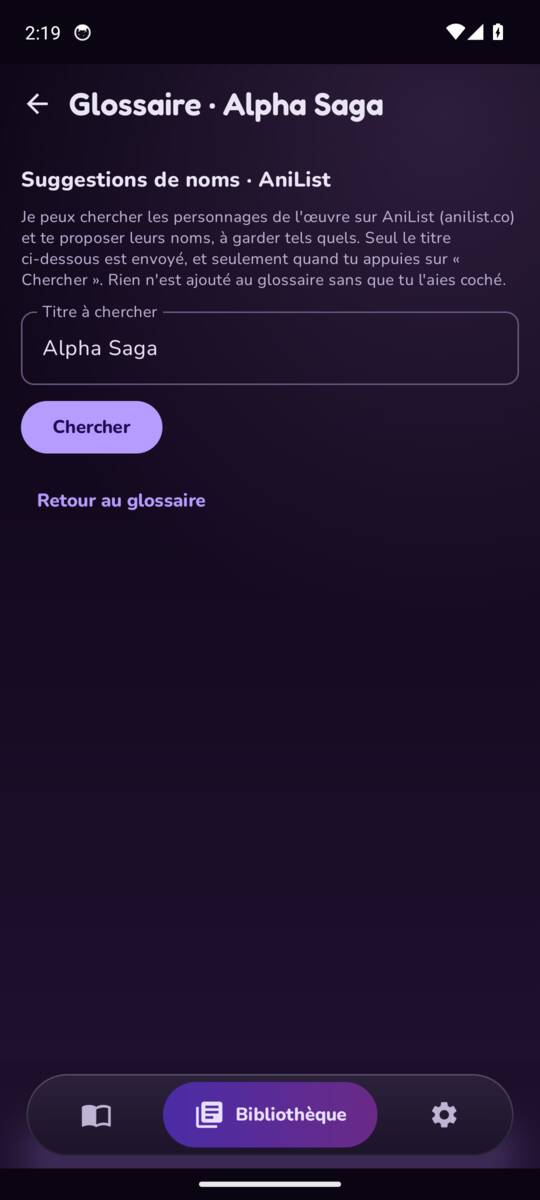 2:19
Glossaire · Alpha Saga
Suggestions de noms · AniList
Je peux chercher les personnages de l'œuvre sur AniList (anilist.co)
et te proposer leurs noms, à garder tels quels. Seul le titre
ci-dessous est envoyé, et seulement quand tu appuies sur «
Chercher ». Rien n'est ajouté au glossaire sans que tu l'aies coché.
Titre à chercher
Alpha Saga
Chercher
Retour au glossaire
Bibliothèque